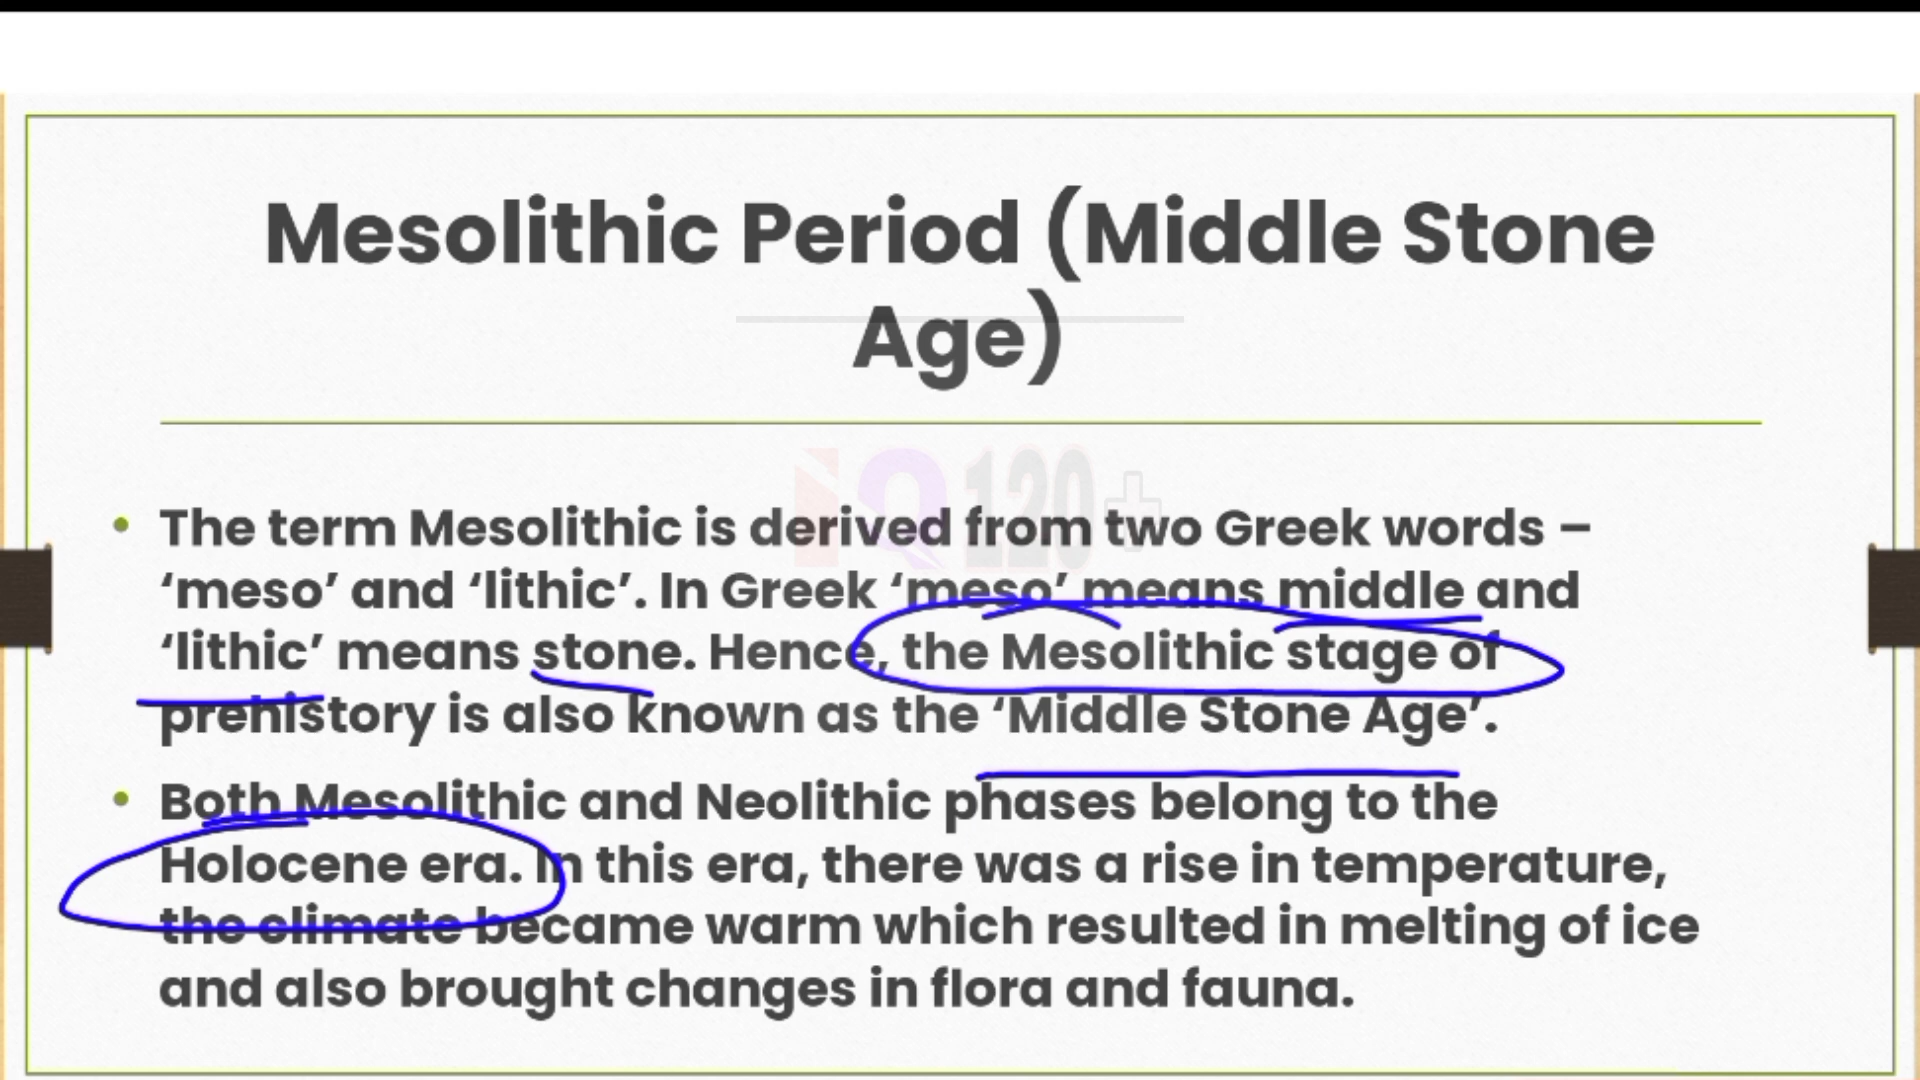 Mesolithic Period (Middle Stone
Age)
iQ 120+
• The term Mesolithic is derived from two Greek words –
‘meso’ and ‘lithic’. In Greek ‘meso’ means middle and
‘lithic’ means stone. Hence, the Mesolithic stage of
prehistory is also known as the ‘Middle Stone Age’.
• Both Mesolithic and Neolithic phases belong to the
Holocene era. In this era, there was a rise in temperature,
the climate became warm which resulted in melting of ice
and also brought changes in flora and fauna.